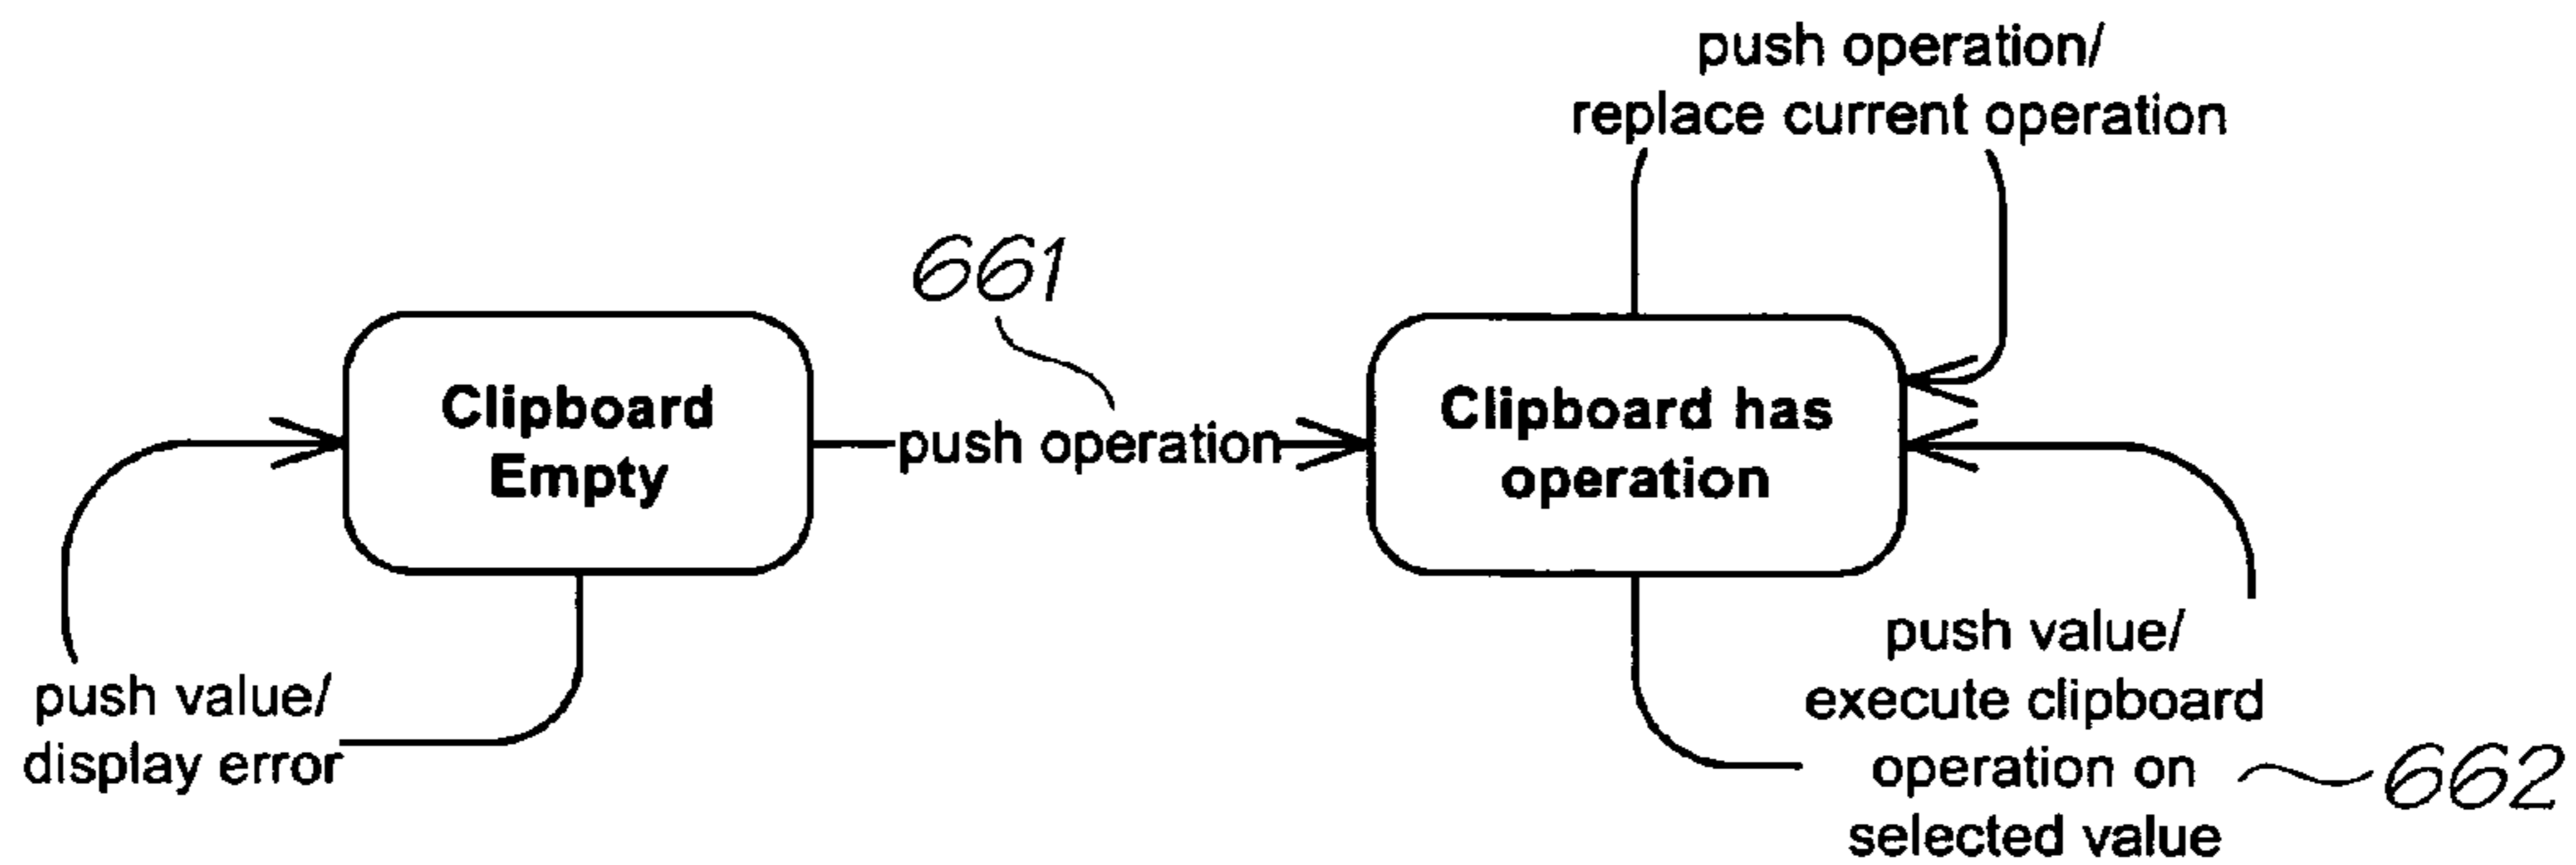 push operation/
replace current operation
661
Clipboard
Empty
push operation
Clipboard has
operation
push value/
display error
push value/
execute clipboard
operation on
selected value
662